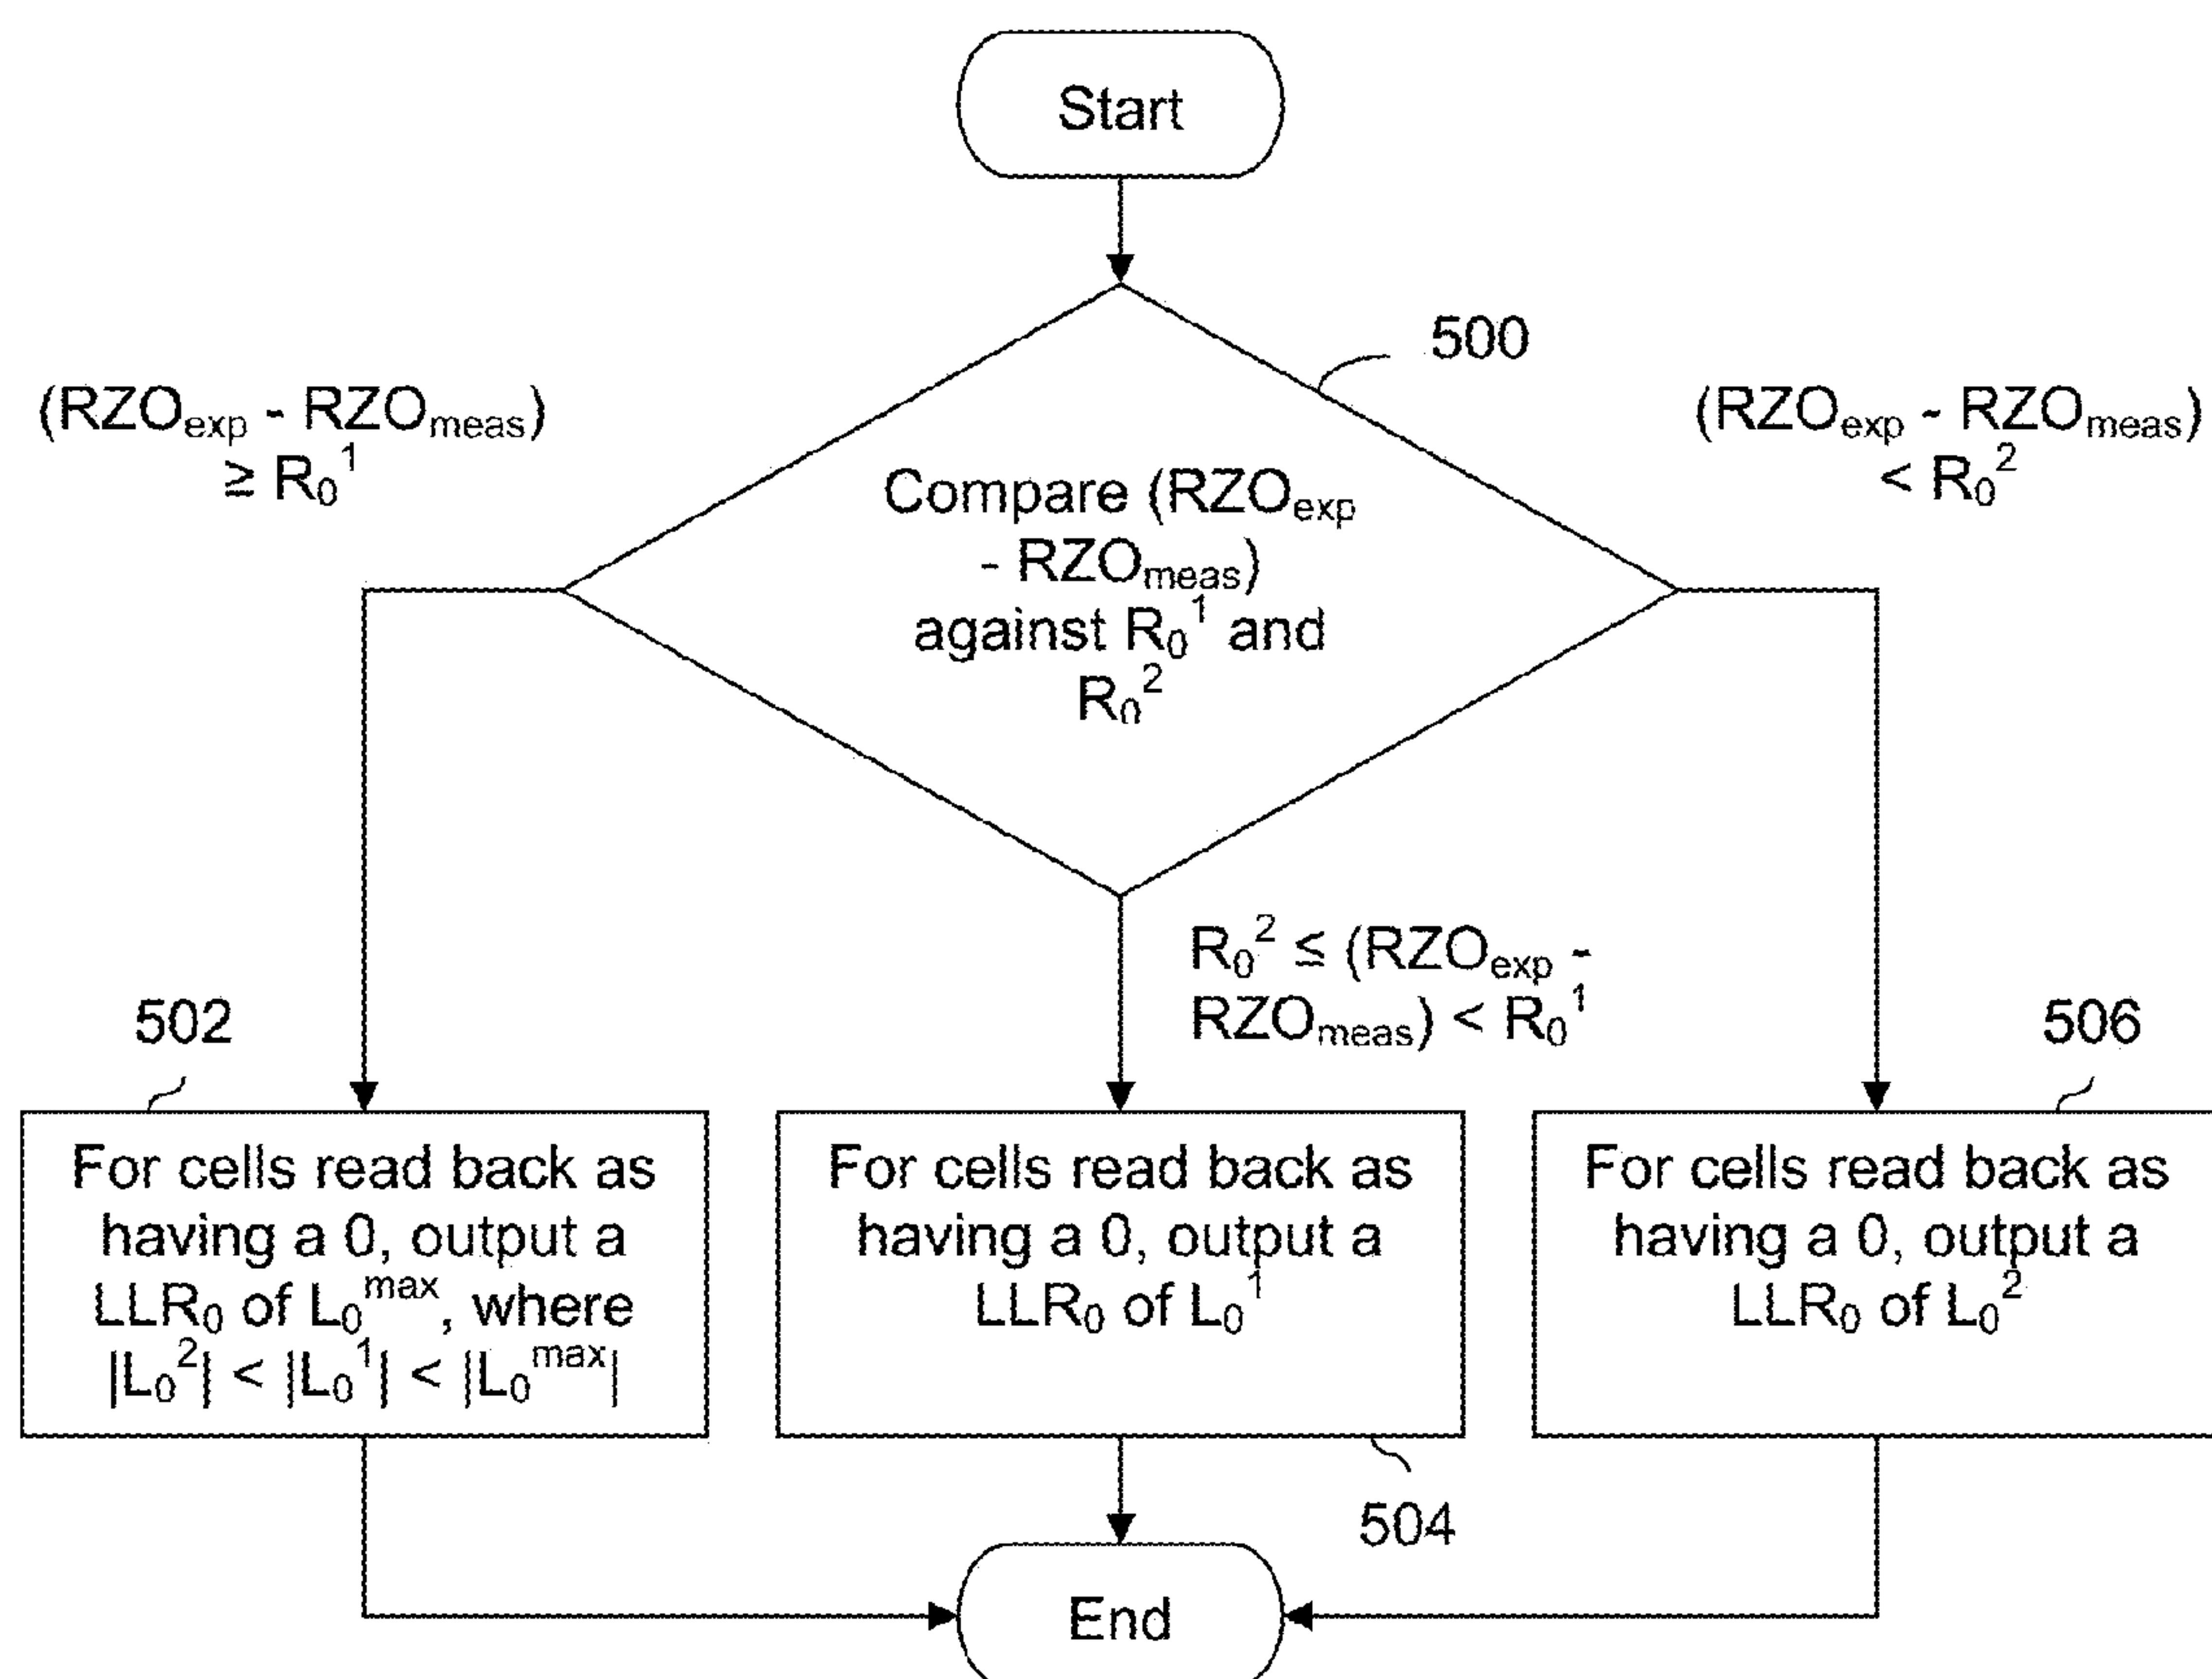 Start
500
(RZOexp - RZOmeas)
≥ R0^1
(RZOexp - RZOmeas)
< R0^2
Compare (RZOexp
- RZOmeas)
against R0^1 and
R0^2
R0^2 ≤ (RZOexp -
RZOmeas) < R0^1
502
506
For cells read back as
having a 0, output a
LLR0 of L0^max, where
|L0^2| < |L0^1| < |L0^max|
For cells read back as
having a 0, output a
LLR0 of L0^1
For cells read back as
having a 0, output a
LLR0 of L0^2
504
End